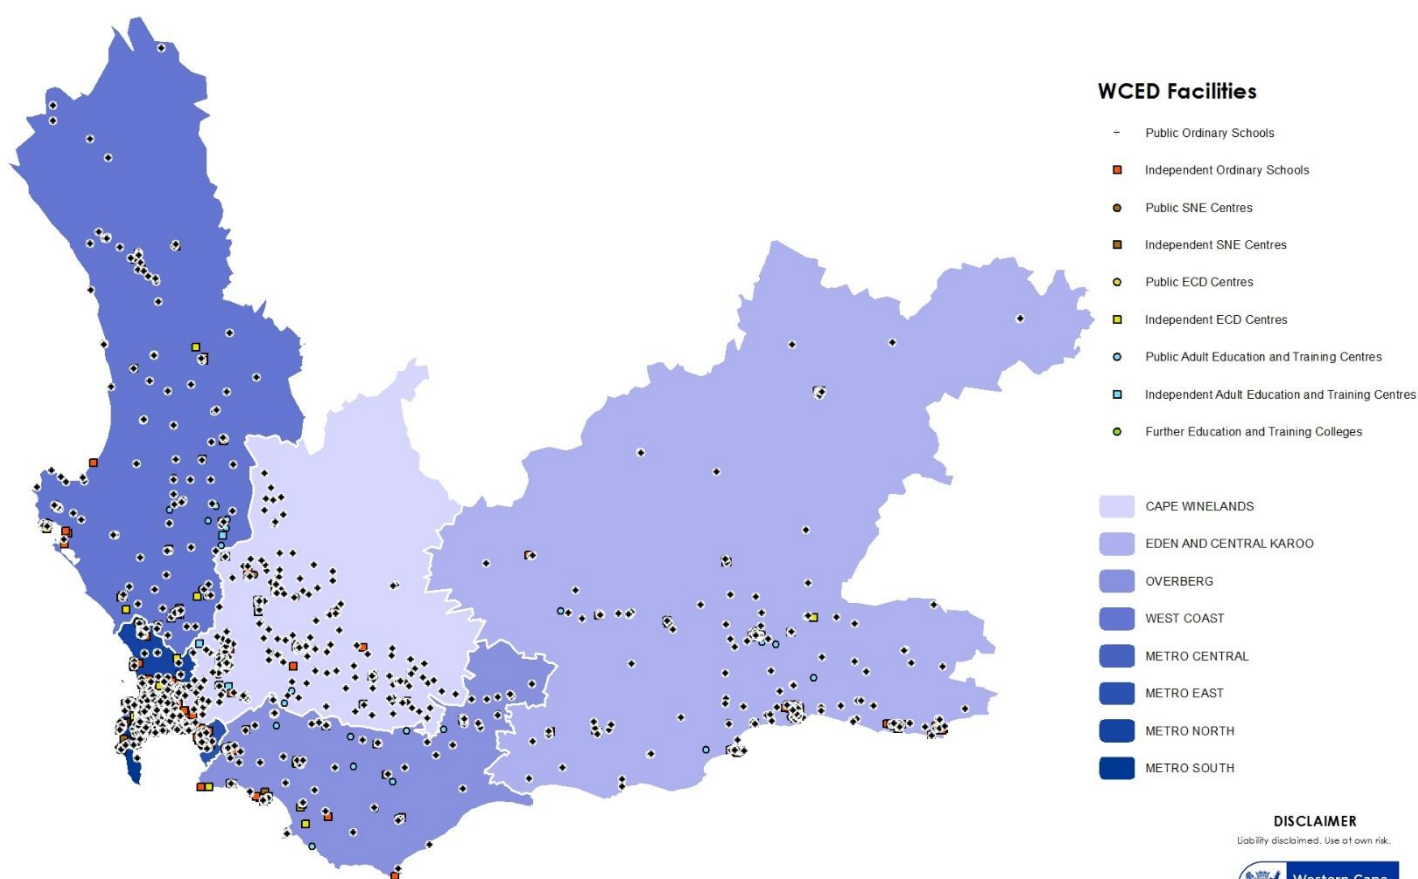 WCED Facilities
Public Ordinary Schools
Independent Ordinary Schools
Public SNE Centres
Independent SNE Centres
Public ECD Centres
Independent ECD Centres
Public Adult Education and Training Centres
Independent Adult Education and Training Centres
Further Education and Training Colleges
CAPE WINELANDS
EDEN AND CENTRAL KAROO
OVERBERG
WEST COAST
METRO CENTRAL
METRO EAST
METRO NORTH
METRO SOUTH
DISCLAIMER
Liability disclaimed. Use at own risk.
Western Cape